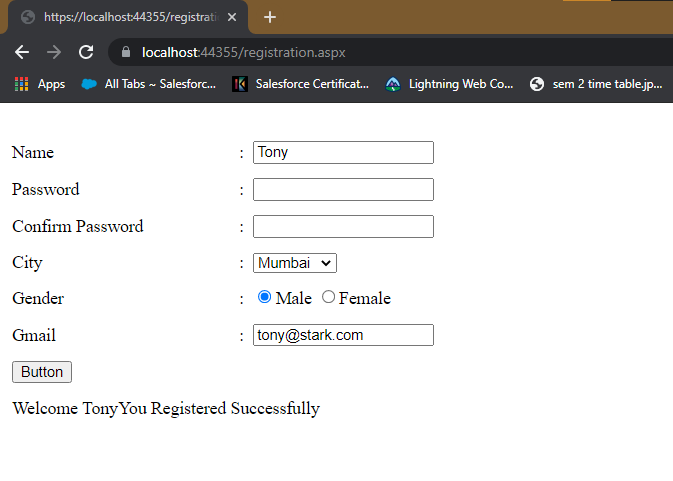 https://localhost:44355/registrati
localhost:44355/registration.aspx
Apps All Tabs ~ Salesforc... Salesforce Certificat... Lightning Web Co... sem 2 time table.jp...
Name : Tony
Password :
Confirm Password :
City : Mumbai
Gender : Male Female
Gmail : tony@stark.com
Button
Welcome TonyYou Registered Successfully